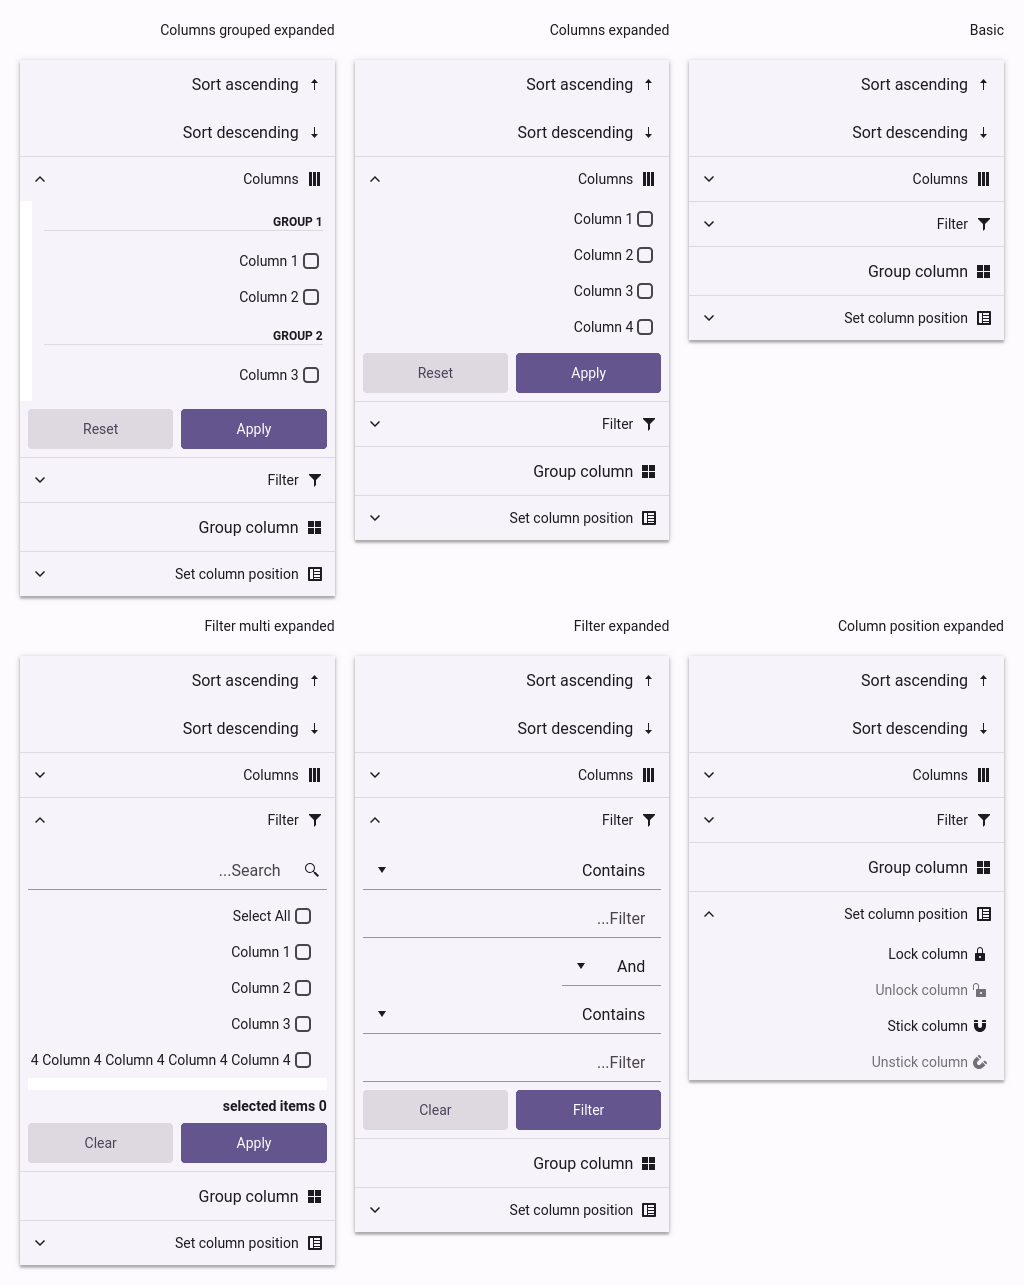 Basic
Sort ascending
Sort descending
Columns
Filter
Group column
Set column position
Columns expanded
Sort ascending
Sort descending
Columns
Column 1
Column 2
Column 3
Column 4
Apply
Reset
Filter
Group column
Set column position
Columns grouped expanded
Sort ascending
Sort descending
Columns
GROUP 1
Column 1
Column 2
GROUP 2
Column 3
Apply
Reset
Filter
Group column
Set column position
Column position expanded
Sort ascending
Sort descending
Columns
Filter
Group column
Set column position
Lock column
Unlock column
Stick column
Unstick column
Filter expanded
Sort ascending
Sort descending
Columns
Filter
Contains
...Filter
And
Contains
...Filter
Filter
Clear
Group column
Set column position
Filter multi expanded
Sort ascending
Sort descending
Columns
Filter
...Search
Select All
Column 1
Column 2
Column 3
4 Column 4 Column 4 Column 4 Column 4
selected items 0
Apply
Clear
Group column
Set column position